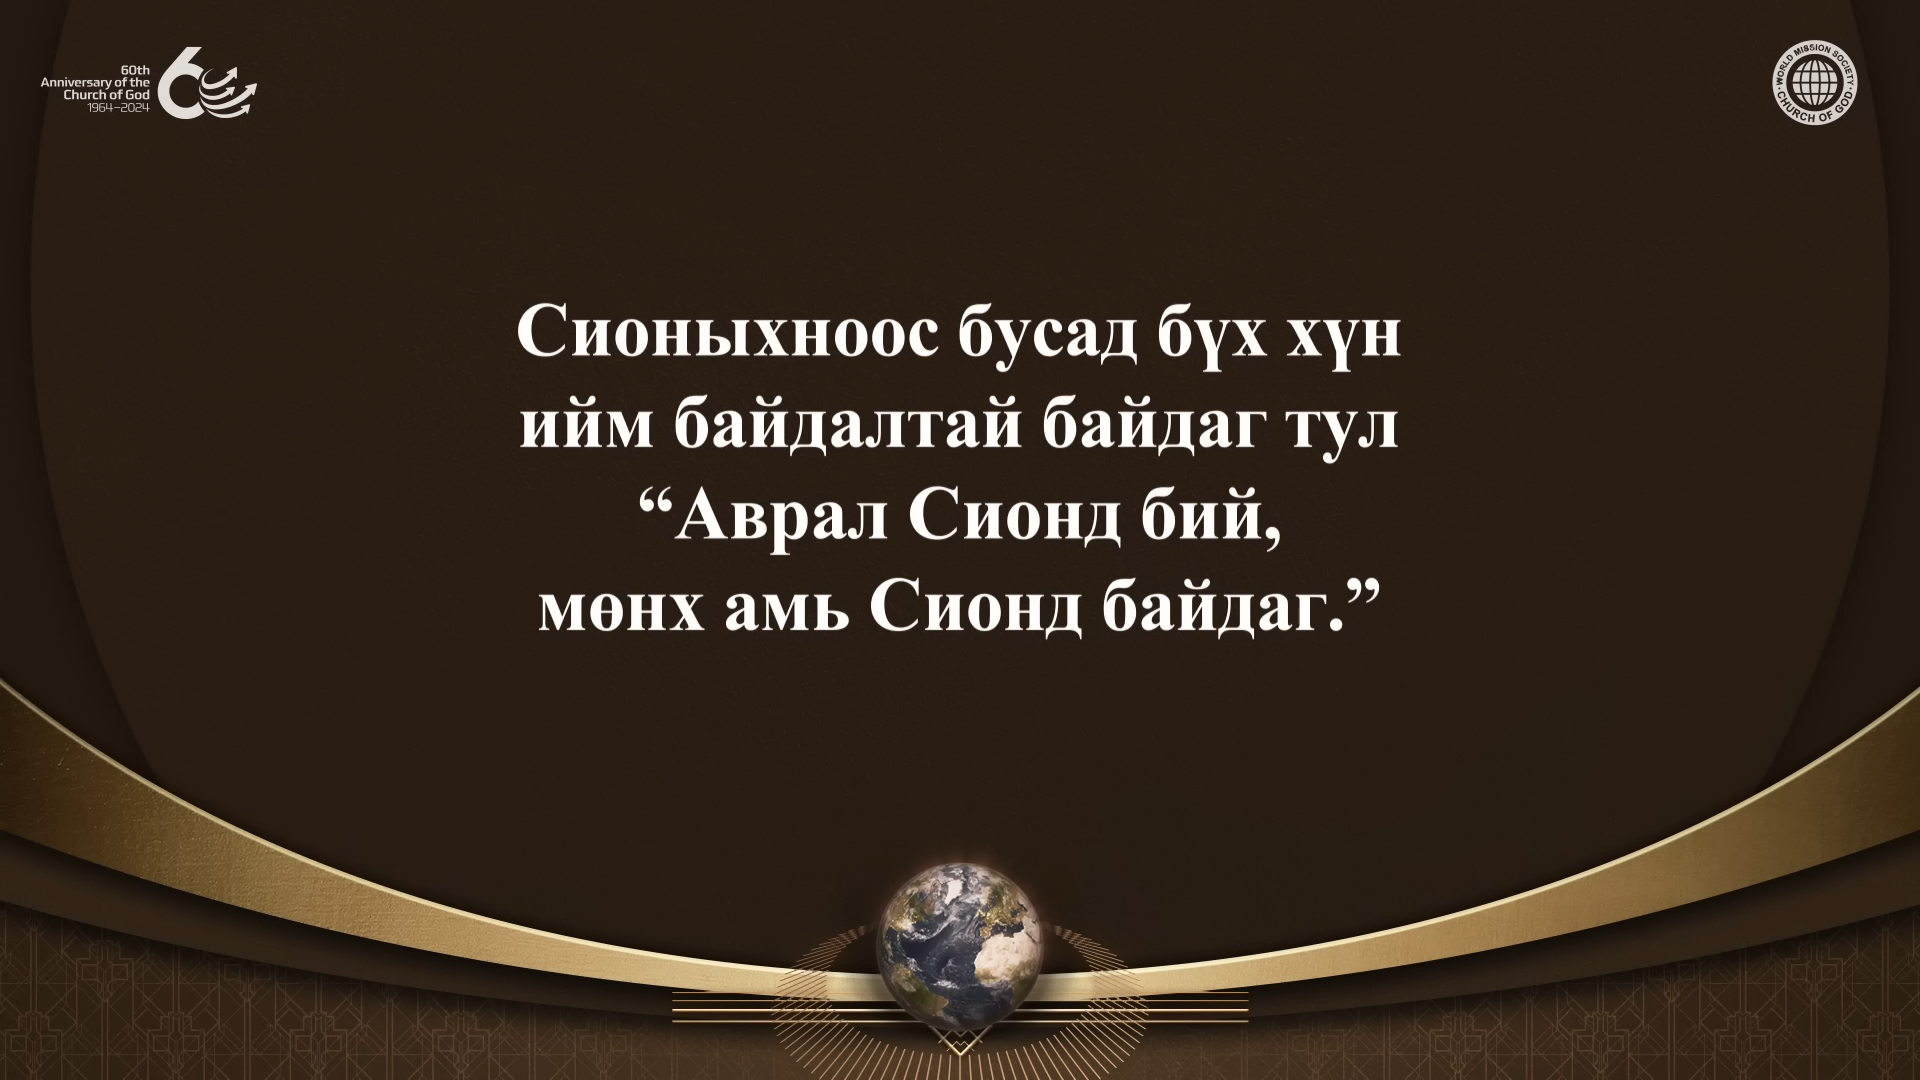 60th
Anniversary of the
Church of God
1964–2024
WORLD MISSION SOCIETY
CHURCH OF GOD
Сионыхноос бусад бүх хүн
ийм байдалтай байдаг тул
“Аврал Сионд бий,
мөнх амь Сионд байдаг.”